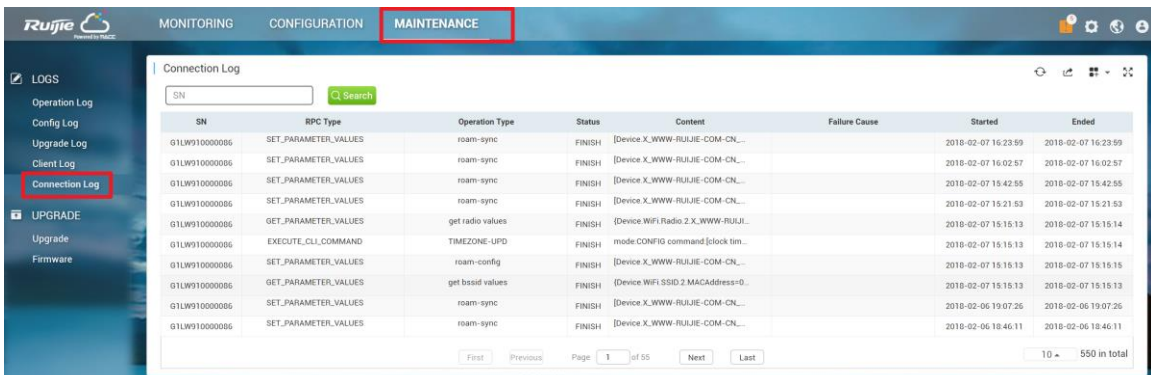 Ruijie
Powered by RACC
MONITORING CONFIGURATION MAINTENANCE
LOGS
Operation Log
Config Log
Upgrade Log
Client Log
Connection Log
UPGRADE
Upgrade
Firmware
Connection Log
SN Search
SN RPC Type Operation Type Status Content Failure Cause Started Ended
G1LW910000086 SET_PARAMETER_VALUES roam-sync FINISH [Device.X_WWW-RUIJIE-COM-CN_... 2018-02-07 16:23:59 2018-02-07 16:23:59
G1LW910000086 SET_PARAMETER_VALUES roam-sync FINISH [Device.X_WWW-RUIJIE-COM-CN_... 2018-02-07 16:02:57 2018-02-07 16:02:57
G1LW910000086 SET_PARAMETER_VALUES roam-sync FINISH [Device.X_WWW-RUIJIE-COM-CN_... 2018-02-07 15:42:55 2018-02-07 15:42:55
G1LW910000086 SET_PARAMETER_VALUES roam-sync FINISH [Device.X_WWW-RUIJIE-COM-CN_... 2018-02-07 15:21:53 2018-02-07 15:21:53
G1LW910000086 GET_PARAMETER_VALUES get radio values FINISH {Device.WiFi.Radio.2.X_WWW-RUIJI... 2018-02-07 15:15:13 2018-02-07 15:15:14
G1LW910000086 EXECUTE_CLI_COMMAND TIMEZONE-UPD FINISH mode:CONFIG command:[clock tim... 2018-02-07 15:15:13 2018-02-07 15:15:14
G1LW910000086 SET_PARAMETER_VALUES roam-config FINISH [Device.X_WWW-RUIJIE-COM-CN_... 2018-02-07 15:15:13 2018-02-07 15:15:15
G1LW910000086 GET_PARAMETER_VALUES get bssid values FINISH {Device.WiFi.SSID.2.MACAddress=0... 2018-02-07 15:15:13 2018-02-07 15:15:13
G1LW910000086 SET_PARAMETER_VALUES roam-sync FINISH [Device.X_WWW-RUIJIE-COM-CN_... 2018-02-06 19:07:26 2018-02-06 19:07:26
G1LW910000086 SET_PARAMETER_VALUES roam-sync FINISH [Device.X_WWW-RUIJIE-COM-CN_... 2018-02-06 18:46:11 2018-02-06 18:46:11
First Previous Page 1 of 55 Next Last 10 550 in total